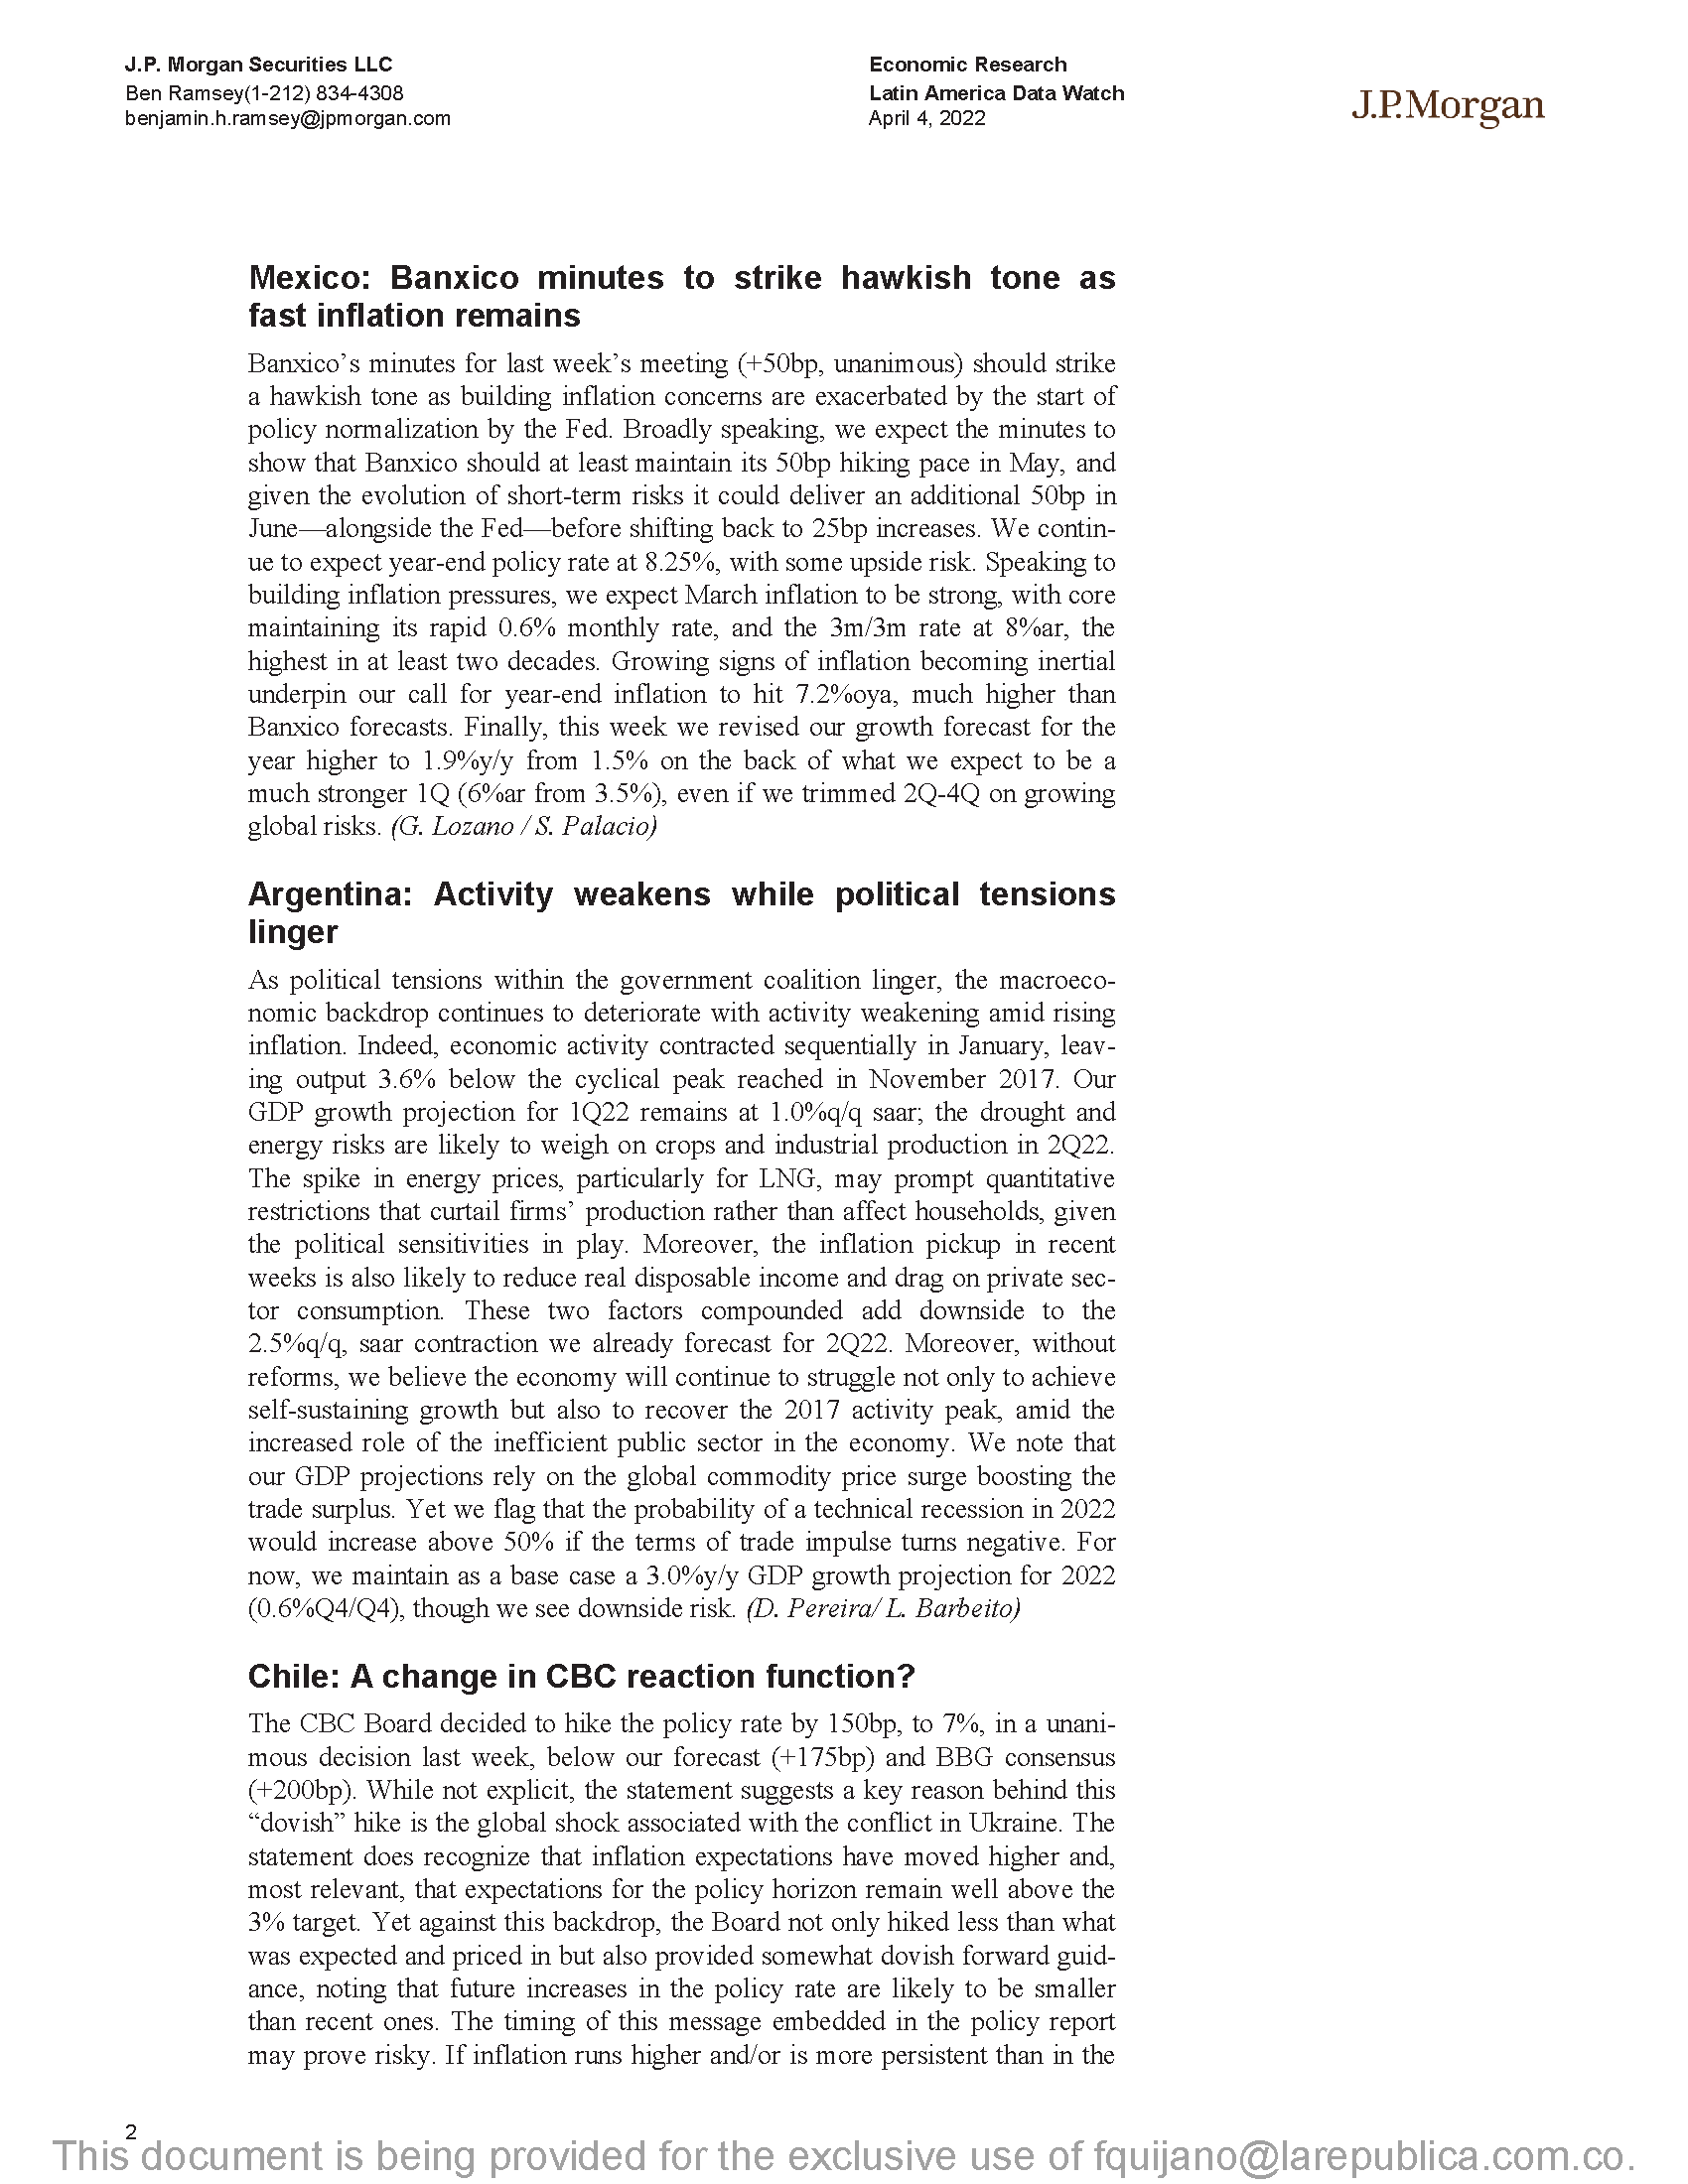 J.P. Morgan Securities LLC
Ben Ramsey(1-212) 834-4308
benjamin.h.ramsey@jpmorgan.com
Economic Research
Latin America Data Watch
April 4, 2022
J.P.Morgan
Mexico: Banxico minutes to strike hawkish tone as
fast inflation remains
Banxico’s minutes for last week’s meeting (+50bp, unanimous) should strike
a hawkish tone as building inflation concerns are exacerbated by the start of
policy normalization by the Fed. Broadly speaking, we expect the minutes to
show that Banxico should at least maintain its 50bp hiking pace in May, and
given the evolution of short-term risks it could deliver an additional 50bp in
June—alongside the Fed—before shifting back to 25bp increases. We contin-
ue to expect year-end policy rate at 8.25%, with some upside risk. Speaking to
building inflation pressures, we expect March inflation to be strong, with core
maintaining its rapid 0.6% monthly rate, and the 3m/3m rate at 8%ar, the
highest in at least two decades. Growing signs of inflation becoming inertial
underpin our call for year-end inflation to hit 7.2%oya, much higher than
Banxico forecasts. Finally, this week we revised our growth forecast for the
year higher to 1.9%y/y from 1.5% on the back of what we expect to be a
much stronger 1Q (6%ar from 3.5%), even if we trimmed 2Q-4Q on growing
global risks. (G. Lozano / S. Palacio)
Argentina: Activity weakens while political tensions
linger
As political tensions within the government coalition linger, the macroeco-
nomic backdrop continues to deteriorate with activity weakening amid rising
inflation. Indeed, economic activity contracted sequentially in January, leav-
ing output 3.6% below the cyclical peak reached in November 2017. Our
GDP growth projection for 1Q22 remains at 1.0%q/q saar; the drought and
energy risks are likely to weigh on crops and industrial production in 2Q22.
The spike in energy prices, particularly for LNG, may prompt quantitative
restrictions that curtail firms’ production rather than affect households, given
the political sensitivities in play. Moreover, the inflation pickup in recent
weeks is also likely to reduce real disposable income and drag on private sec-
tor consumption. These two factors compounded add downside to the
2.5%q/q, saar contraction we already forecast for 2Q22. Moreover, without
reforms, we believe the economy will continue to struggle not only to achieve
self-sustaining growth but also to recover the 2017 activity peak, amid the
increased role of the inefficient public sector in the economy. We note that
our GDP projections rely on the global commodity price surge boosting the
trade surplus. Yet we flag that the probability of a technical recession in 2022
would increase above 50% if the terms of trade impulse turns negative. For
now, we maintain as a base case a 3.0%y/y GDP growth projection for 2022
(0.6%Q4/Q4), though we see downside risk. (D. Pereira/ L. Barbeito)
Chile: A change in CBC reaction function?
The CBC Board decided to hike the policy rate by 150bp, to 7%, in a unani-
mous decision last week, below our forecast (+175bp) and BBG consensus
(+200bp). While not explicit, the statement suggests a key reason behind this
“dovish” hike is the global shock associated with the conflict in Ukraine. The
statement does recognize that inflation expectations have moved higher and,
most relevant, that expectations for the policy horizon remain well above the
3% target. Yet against this backdrop, the Board not only hiked less than what
was expected and priced in but also provided somewhat dovish forward guid-
ance, noting that future increases in the policy rate are likely to be smaller
than recent ones. The timing of this message embedded in the policy report
may prove risky. If inflation runs higher and/or is more persistent than in the
2
This document is being provided for the exclusive use of fquijano@larepublica.com.co.